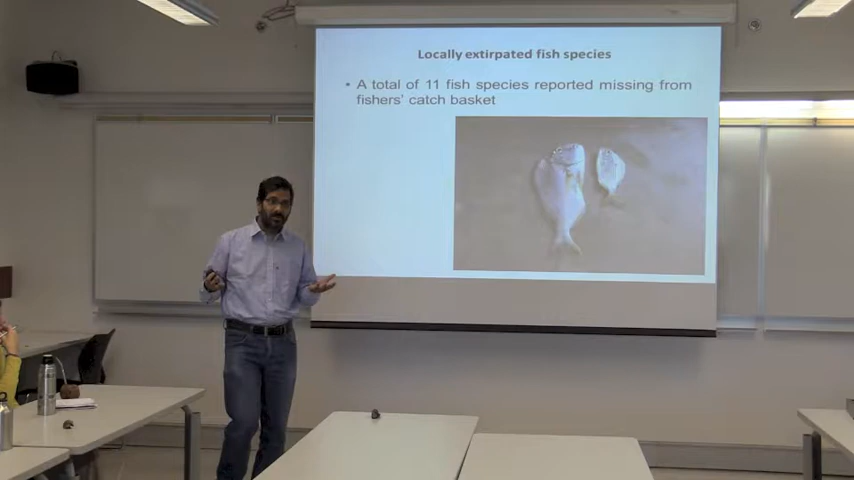 Locally extirpated fish species
• A total of 11 fish species reported missing from
fishers' catch basket